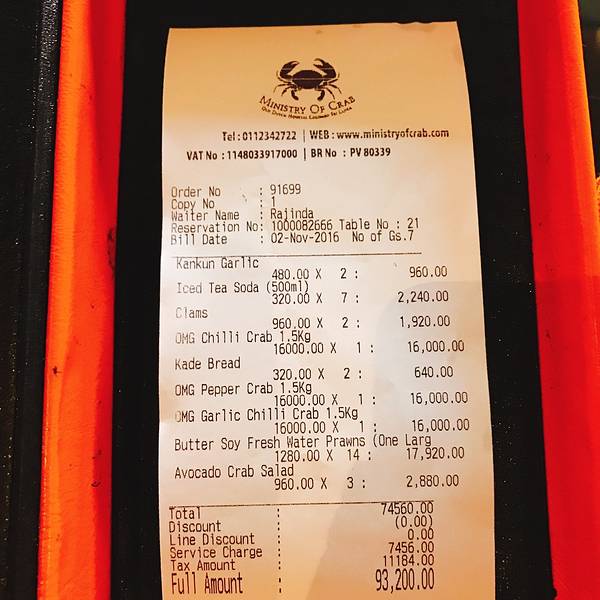 MINISTRY OF CRAB
OLD DUTCH HOSPITAL COLOMBO SRI LANKA
Tel : 0112342722 | WEB : www.ministryofcrab.com
VAT No : 1148033917000 | BR No : PV 80339
Order No : 91699
Copy No : 1
Waiter Name : Rajinda
Reservation No: 1000082666 Table No : 21
Bill Date : 02-Nov-2016 No of Gs.7
Kankun Garlic
480.00 X 2 : 960.00
Iced Tea Soda (500ml)
320.00 X 7 : 2,240.00
Clams
960.00 X 2 : 1,920.00
OMG Chilli Crab 1.5Kg
16000.00 X 1 : 16,000.00
Kade Bread
320.00 X 2 : 640.00
OMG Pepper Crab 1.5Kg
16000.00 X 1 : 16,000.00
OMG Garlic Chilli Crab 1.5Kg
16000.00 X 1 : 16,000.00
Butter Soy Fresh Water Prawns (One Larg
1280.00 X 14 : 17,920.00
Avocado Crab Salad
960.00 X 3 : 2,880.00
Total : 74560.00
Discount : (0.00)
Line Discount : 0.00
Service Charge : 7456.00
Tax Amount : 11184.00
Full Amount : 93,200.00